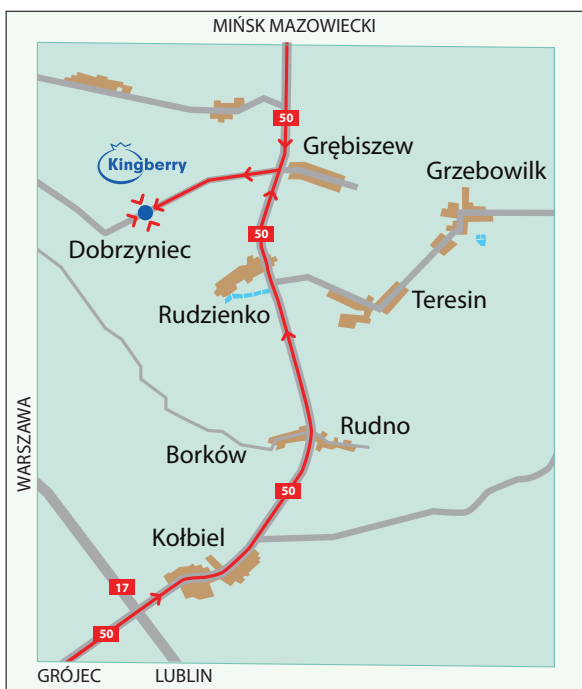 MIŃSK MAZOWIECKI
50
Kingberry
Grębiszew
Grzebowilk
50
Dobrzyniec
Teresin
Rudzienko
Rudno
Borków
WARSZAWA
50
Kołbiel
17
50
GRÓJEC
LUBLIN